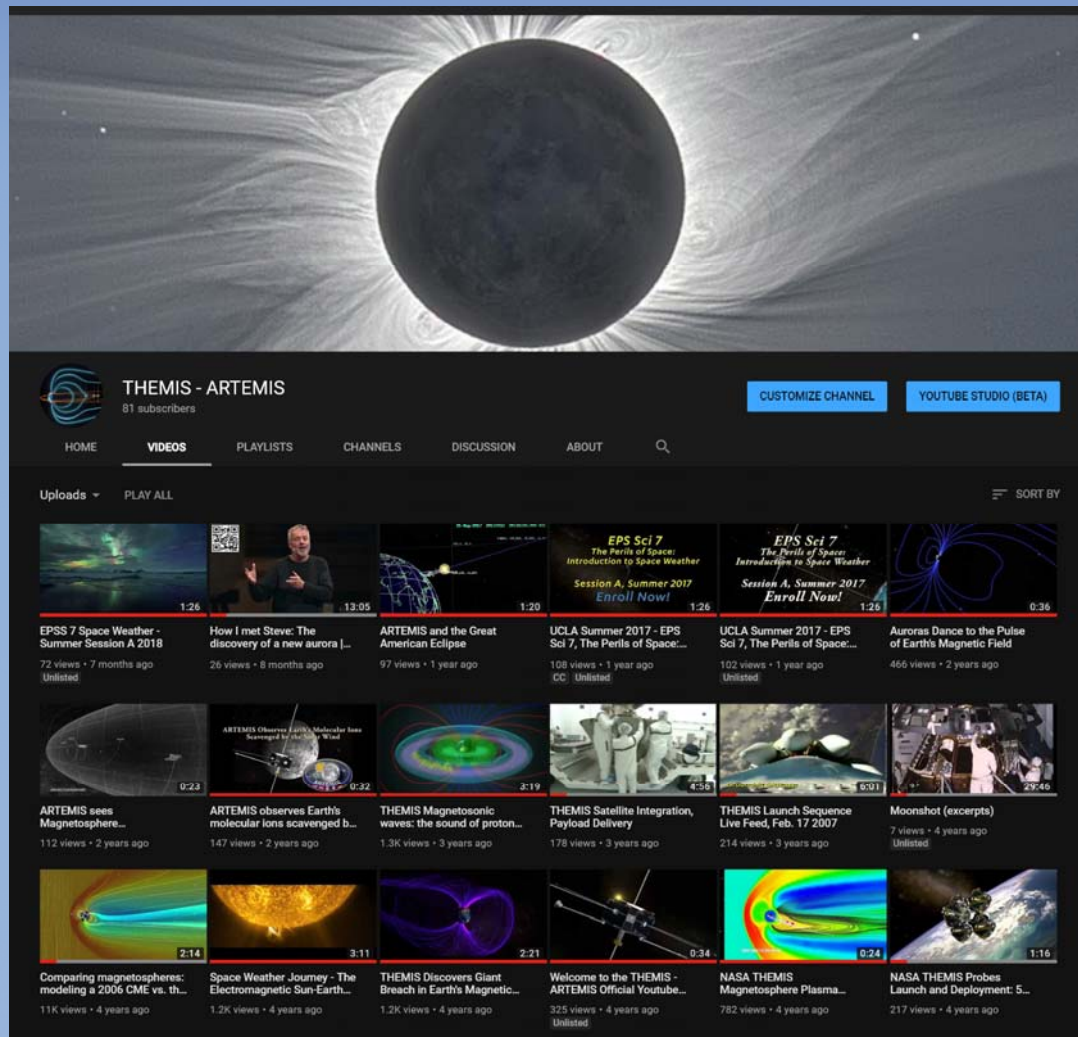 THEMIS - ARTEMIS
81 subscribers
CUSTOMIZE CHANNEL
YOUTUBE STUDIO (BETA)
HOME
VIDEOS
PLAYLISTS
CHANNELS
DISCUSSION
ABOUT
Uploads
PLAY ALL
SORT BY
1:26
EPSS 7 Space Weather -
Summer Session A 2018
72 views • 7 months ago
Unlisted
13:05
How I met Steve: The
discovery of a new aurora |...
26 views • 8 months ago
1:20
ARTEMIS and the Great
American Eclipse
97 views • 1 year ago
EPS Sci 7
The Perils of Space:
Introduction to Space Weather
Session A, Summer 2017
Enroll Now!
1:26
UCLA Summer 2017 - EPS
Sci 7, The Perils of Space:...
108 views • 1 year ago
CC Unlisted
EPS Sci 7
The Perils of Space:
Introduction to Space Weather
Session A, Summer 2017
Enroll Now!
1:26
UCLA Summer 2017 - EPS
Sci 7, The Perils of Space:...
102 views • 1 year ago
Unlisted
0:36
Auroras Dance to the Pulse
of Earth's Magnetic Field
466 views • 2 years ago
0:23
ARTEMIS sees
Magnetosphere...
112 views • 2 years ago
ARTEMIS Observes Earth's Molecular Ions
Scavenged by the Solar Wind
0:32
ARTEMIS observes Earth's
molecular ions scavenged b...
147 views • 2 years ago
3:19
THEMIS Magnetosonic
waves: the sound of proton...
1.3K views • 3 years ago
4:56
THEMIS Satellite Integration,
Payload Delivery
178 views • 3 years ago
6:01
THEMIS Launch Sequence
Live Feed, Feb. 17 2007
214 views • 3 years ago
29:46
Moonshot (excerpts)
7 views • 4 years ago
Unlisted
2:14
Comparing magnetospheres:
modeling a 2006 CME vs. th...
11K views • 4 years ago
3:11
Space Weather Journey - The
Electromagnetic Sun-Earth...
1.2K views • 4 years ago
2:21
THEMIS Discovers Giant
Breach in Earth's Magnetic...
1.2K views • 4 years ago
0:34
Welcome to the THEMIS -
ARTEMIS Official Youtube...
325 views • 4 years ago
Unlisted
0:24
NASA THEMIS
Magnetosphere Plasma...
782 views • 4 years ago
1:16
NASA THEMIS Probes
Launch and Deployment: 5...
217 views • 4 years ago